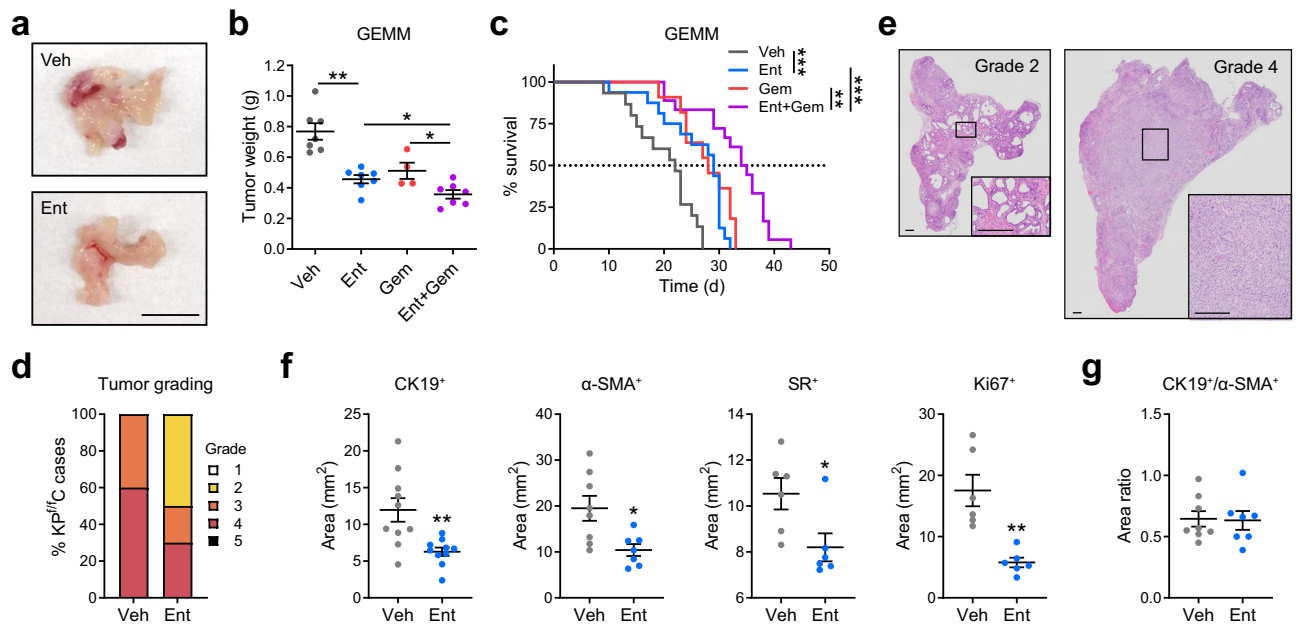 a
Veh
Ent
b
GEMM
Tumor weight (g)
1.2
1.0
0.8
0.6
0.4
0.2
0.0
**
*
*
Veh
Ent
Gem
Ent+Gem
c
GEMM
% survival
100
50
0
0 10 20 30 40 50
Time (d)
Veh
Ent
Gem
Ent+Gem
***
**
***
e
Grade 2
Grade 4
d
Tumor grading
% KPf/fC cases
100
80
60
40
20
0
Veh Ent
Grade
1
2
3
4
5
f
CK19+
Area (mm2)
25
20
15
10
5
0
**
Veh Ent
α-SMA+
Area (mm2)
40
30
20
10
0
*
Veh Ent
SR+
Area (mm2)
14
12
10
8
6
*
Veh Ent
Ki67+
Area (mm2)
30
20
10
0
**
Veh Ent
g
CK19+/α-SMA+
Area ratio
1.5
1.0
0.5
0.0
Veh Ent